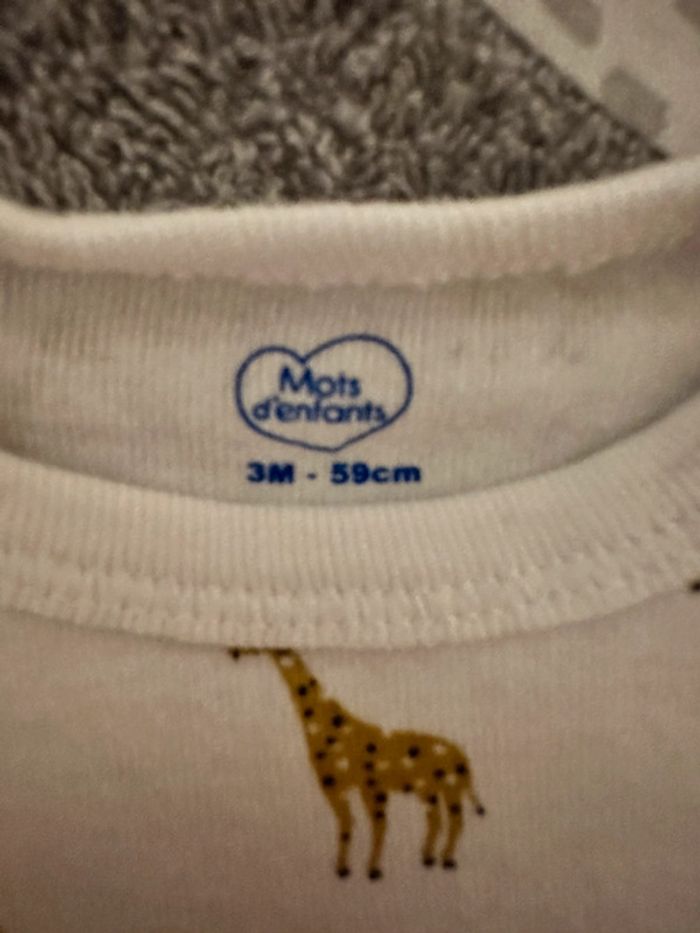 Mots
d'enfants
3M - 59cm